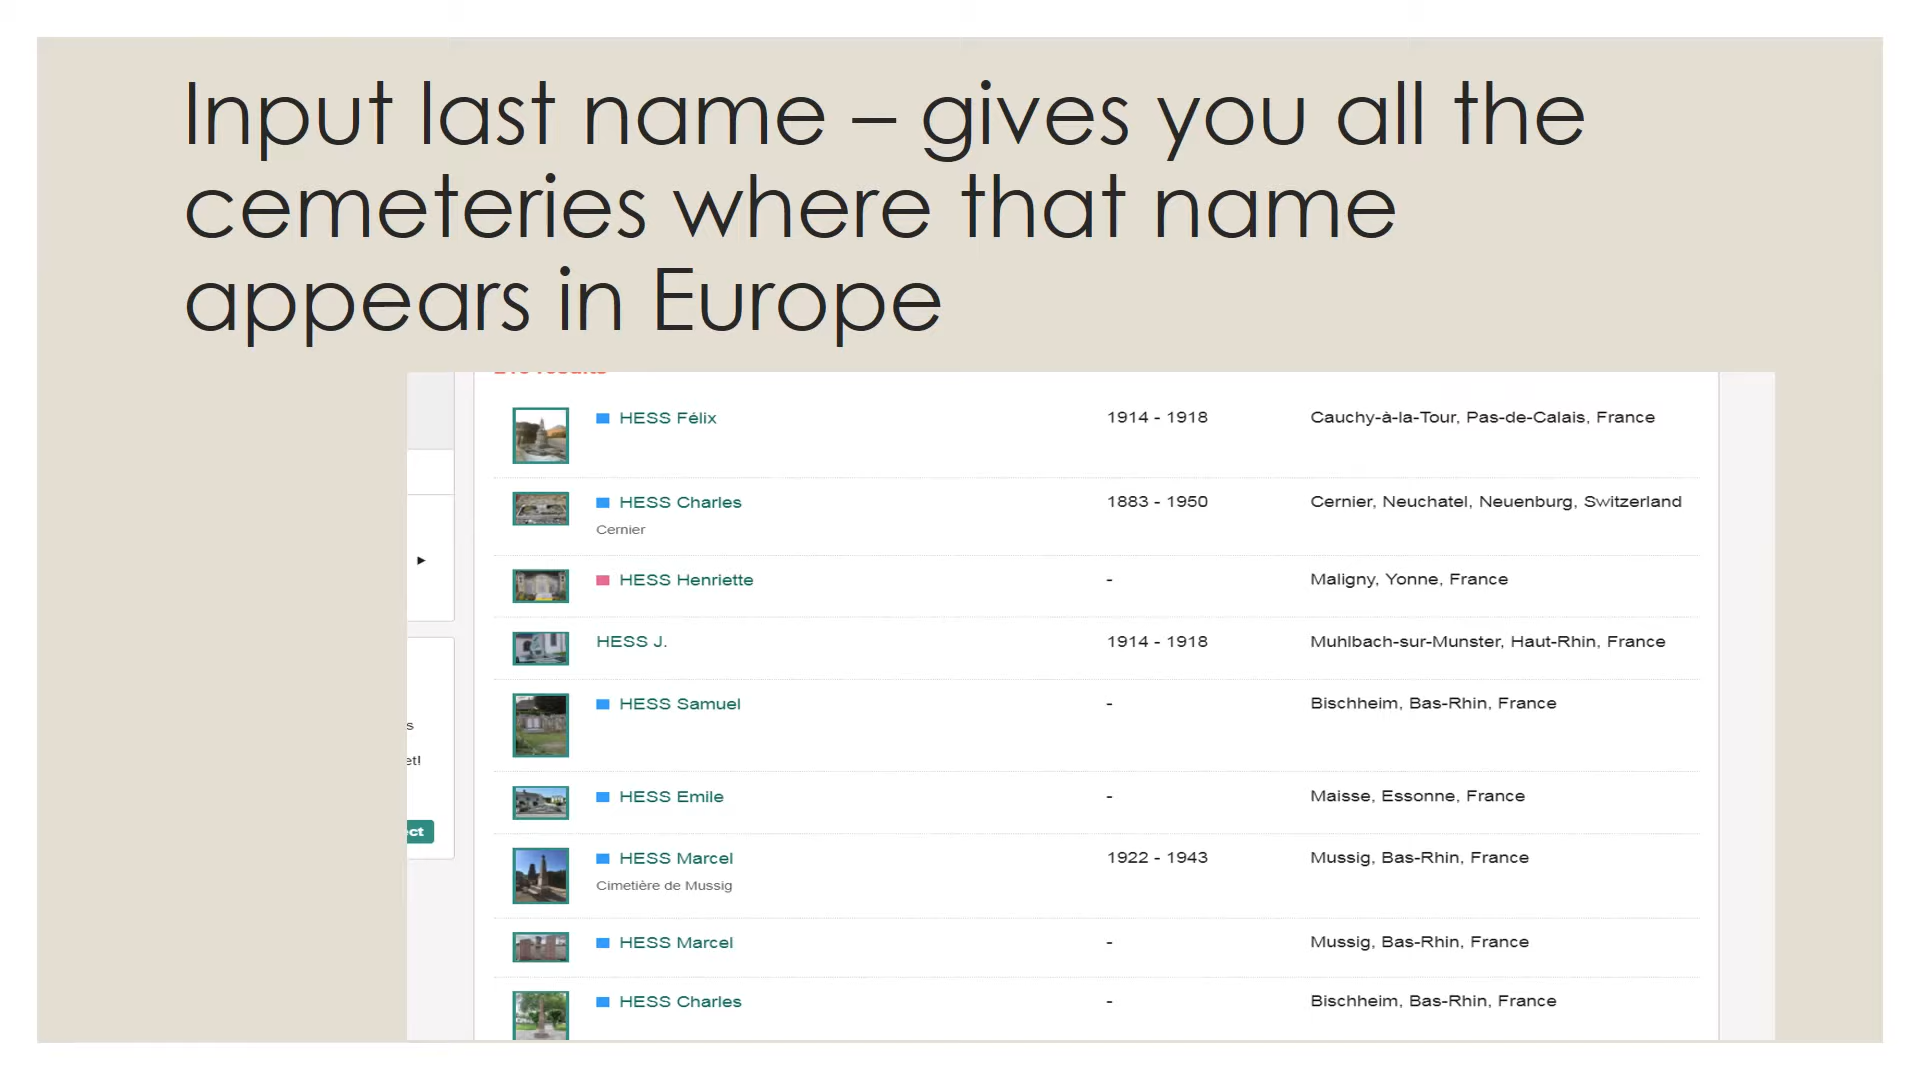 Input last name – gives you all the
cemeteries where that name
appears in Europe
HESS Félix 1914 - 1918 Cauchy-à-la-Tour, Pas-de-Calais, France
HESS Charles 1883 - 1950 Cernier, Neuchatel, Neuenburg, Switzerland
Cernier
HESS Henriette - Maligny, Yonne, France
HESS J. 1914 - 1918 Muhlbach-sur-Munster, Haut-Rhin, France
HESS Samuel - Bischheim, Bas-Rhin, France
s
et!
HESS Emile - Maisse, Essonne, France
ect
HESS Marcel 1922 - 1943 Mussig, Bas-Rhin, France
Cimetière de Mussig
HESS Marcel - Mussig, Bas-Rhin, France
HESS Charles - Bischheim, Bas-Rhin, France